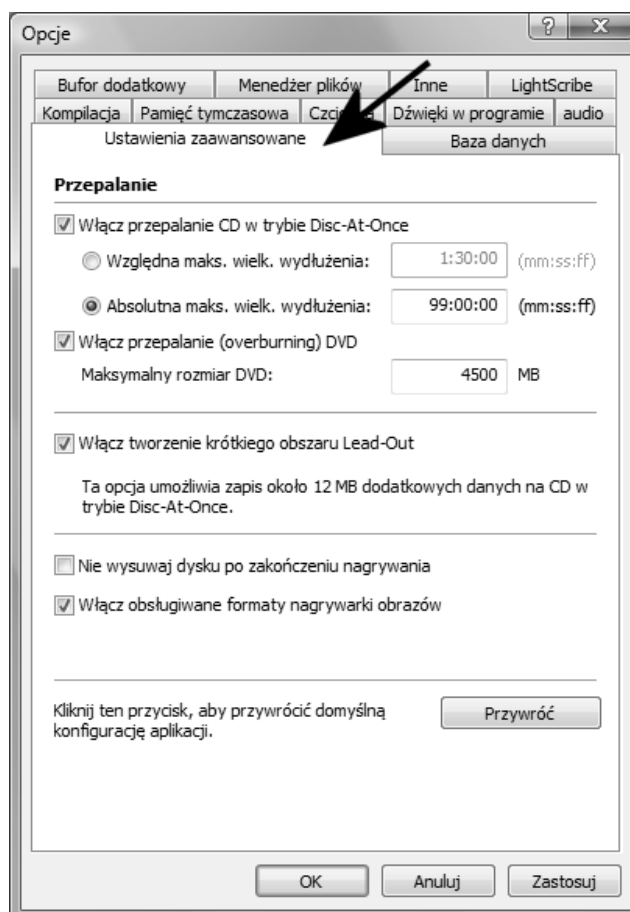 Opcje
Bufor dodatkowy Menedżer plików Inne LightScribe
Kompilacja Pamięć tymczasowa Dźwięki w programie audio
Ustawienia zaawansowane Baza danych
Przepalanie
Włącz przepalanie CD w trybie Disc-At-Once
Względna maks. wielk. wydłużenia: 1:30:00 (mm:ss:ff)
Absolutna maks. wielk. wydłużenia: 99:00:00 (mm:ss:ff)
Włącz przepalanie (overburning) DVD
Maksymalny rozmiar DVD: 4500 MB
Włącz tworzenie krótkiego obszaru Lead-Out
Ta opcja umożliwia zapis około 12 MB dodatkowych danych na CD w
trybie Disc-At-Once.
Nie wysuwaj dysku po zakończeniu nagrywania
Włącz obsługiwane formaty nagrywarki obrazów
Kliknij ten przycisk, aby przywrócić domyślną
konfigurację aplikacji.
Przywróć
OK Anuluj Zastosuj